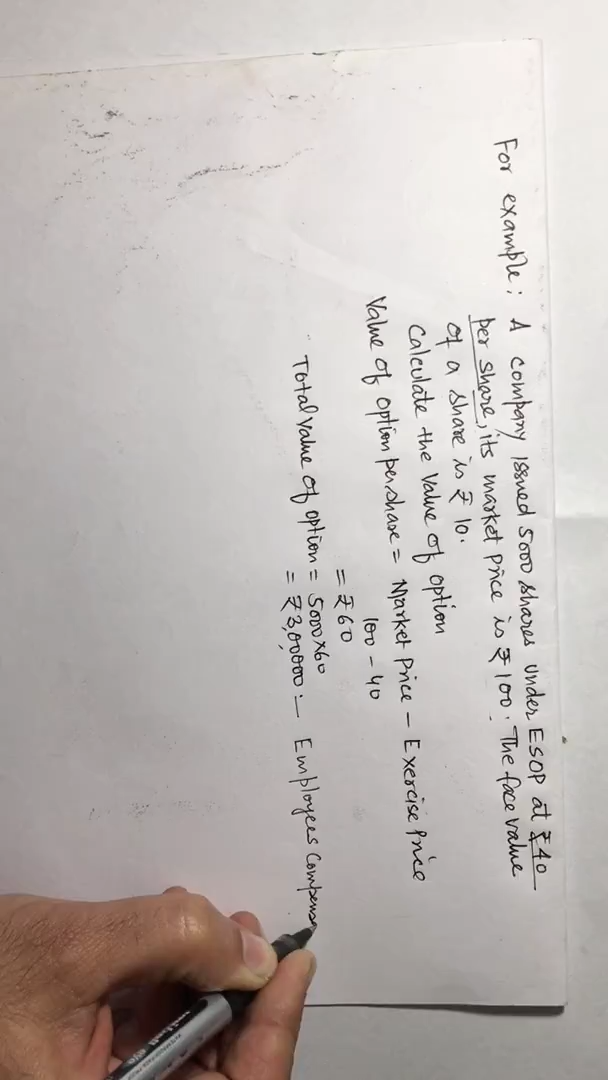 For example: A company issued 5000 shares under ESOP at ₹40
per share, its market price is ₹100. The face value
of a share is ₹10.
Calculate the value of option
Value of option per share = Market Price - Exercise Price
100 - 40
= ₹60
Total value of option = 5000×60
= ₹3,00,000 :- Employees Compensa